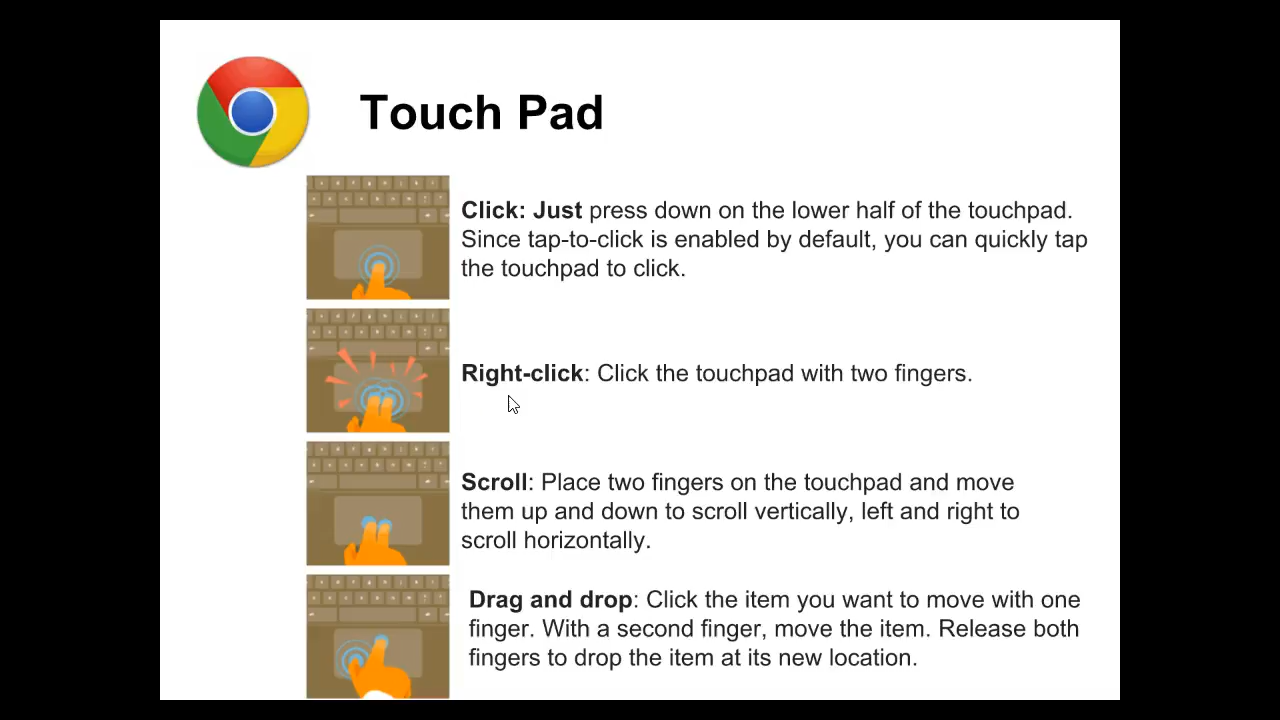 Touch Pad
Click: Just press down on the lower half of the touchpad.
Since tap-to-click is enabled by default, you can quickly tap
the touchpad to click.
Right-click: Click the touchpad with two fingers.
Scroll: Place two fingers on the touchpad and move
them up and down to scroll vertically, left and right to
scroll horizontally.
Drag and drop: Click the item you want to move with one
finger. With a second finger, move the item. Release both
fingers to drop the item at its new location.